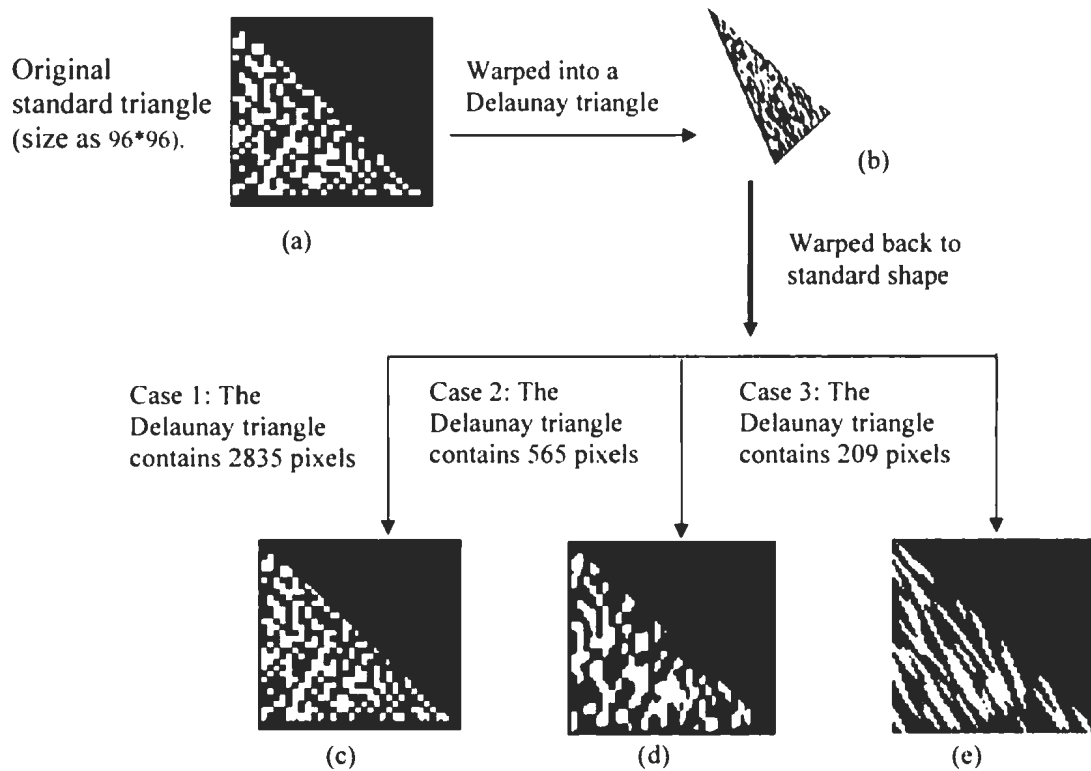 Original
standard triangle
(size as 96*96).
(a)
Warped into a
Delaunay triangle
(b)
Warped back to
standard shape
Case 1: The
Delaunay triangle
contains 2835 pixels
Case 2: The
Delaunay triangle
contains 565 pixels
Case 3: The
Delaunay triangle
contains 209 pixels
(c)
(d)
(e)